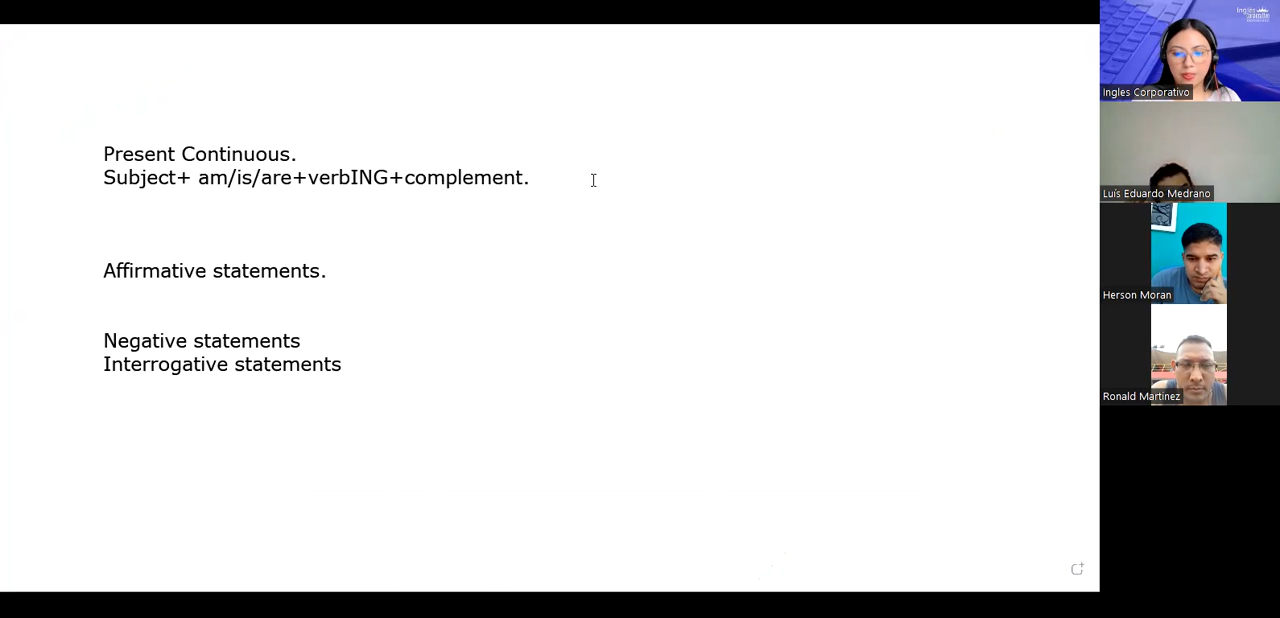 Present Continuous.
Subject+ am/is/are+verbING+complement.
Affirmative statements.
Negative statements
Interrogative statements
Ingles Corporativo
Luís Eduardo Medrano
Herson Moran
Ronald Martinez